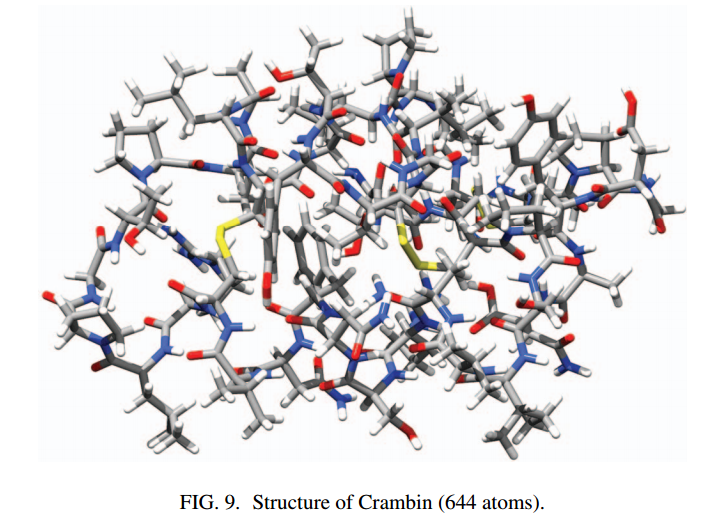 FIG. 9. Structure of Crambin (644 atoms).